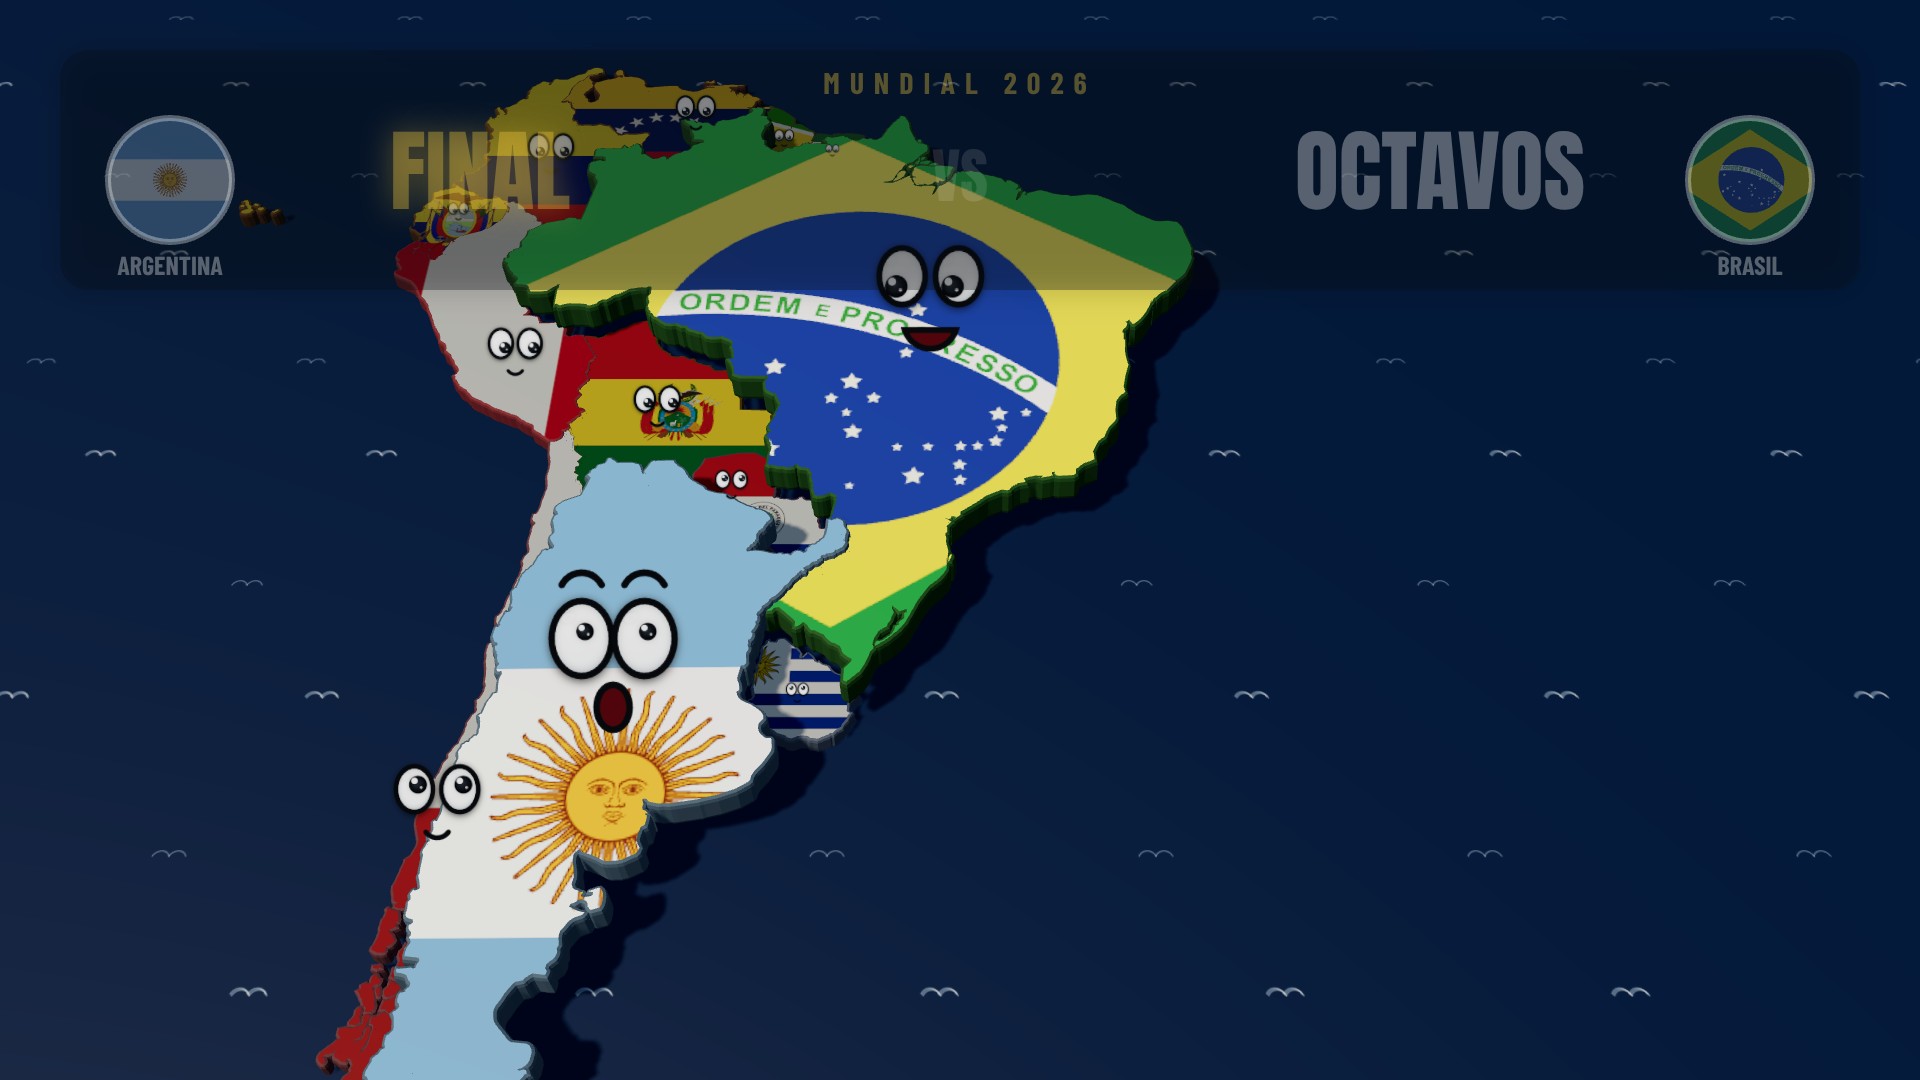 MUNDIAL 2026
FINAL
VS
OCTAVOS
ARGENTINA
BRASIL
ORDEM E PROGRESSO